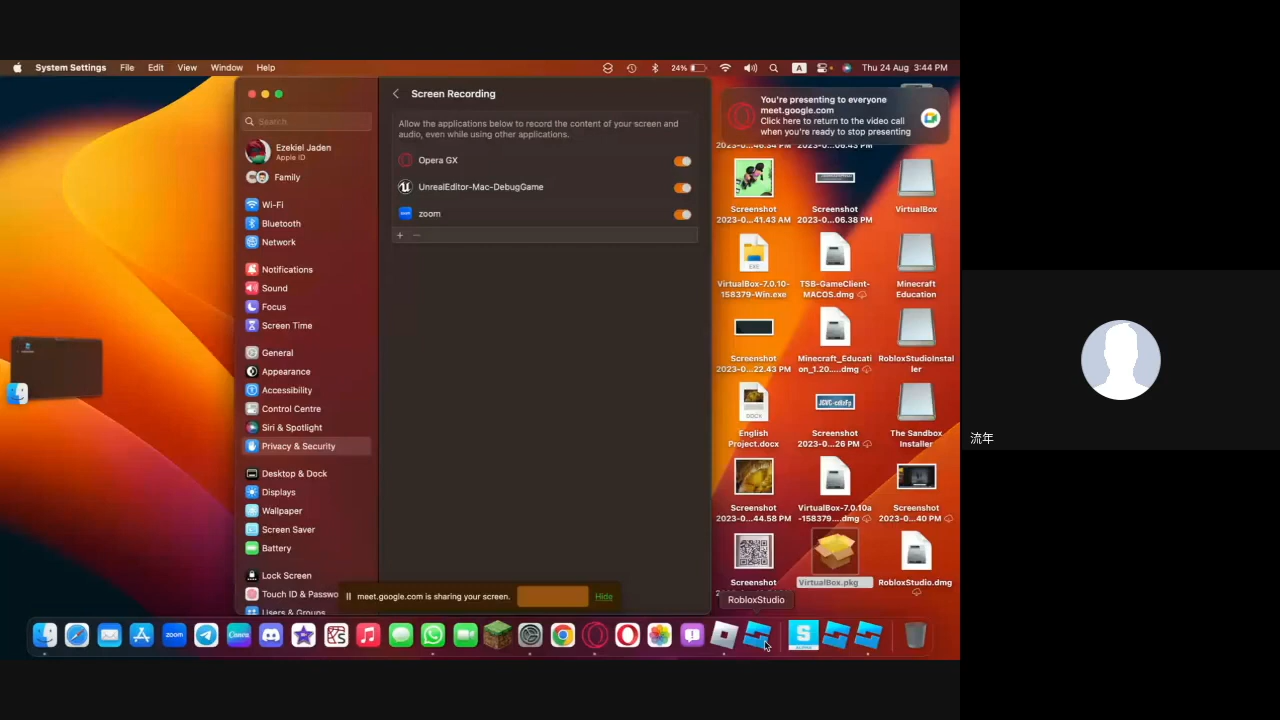 System Settings File Edit View Window Help
24% A Thu 24 Aug 3:44 PM
Screen Recording
Search
Allow the applications below to record the content of your screen and
audio, even while using other applications.
Opera GX
UnrealEditor-Mac-DebugGame
zoom
+ −
Ezekiel Jaden
Apple ID
Family
Wi-Fi
Bluetooth
Network
Notifications
Sound
Focus
Screen Time
General
Appearance
Accessibility
Control Centre
Siri & Spotlight
Privacy & Security
Desktop & Dock
Displays
Wallpaper
Screen Saver
Battery
Lock Screen
Touch ID & Passwo
Users & Groups
meet.google.com is sharing your screen.
Hide
You're presenting to everyone
meet.google.com
Click here to return to the video call
when you're ready to stop presenting
Screenshot
2023-0...41.43 AM
Screenshot
2023-0...06.38 PM
VirtualBox
VirtualBox-7.0.10-
158379-Win.exe
TSB-GameClient-
MACOS.dmg
Minecraft
Education
Screenshot
2023-0...22.43 PM
Minecraft_Educati
on_1.20.....dmg
RobloxStudioInstal
ler
English
Project.docx
Screenshot
2023-0...26 PM
The Sandbox
Installer
Screenshot
2023-0...44.58 PM
VirtualBox-7.0.10a
-158379....dmg
Screenshot
2023-0...40 PM
Screenshot
VirtualBox.pkg
RobloxStudio.dmg
RobloxStudio
zoom
Canva
流年